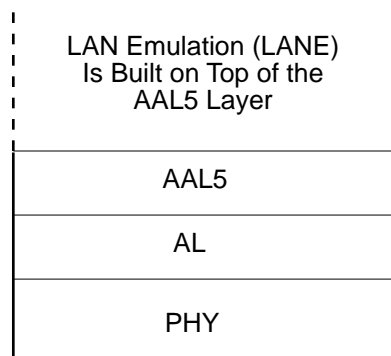 LAN Emulation (LANE)
Is Built on Top of the
AAL5 Layer
AAL5
AL
PHY